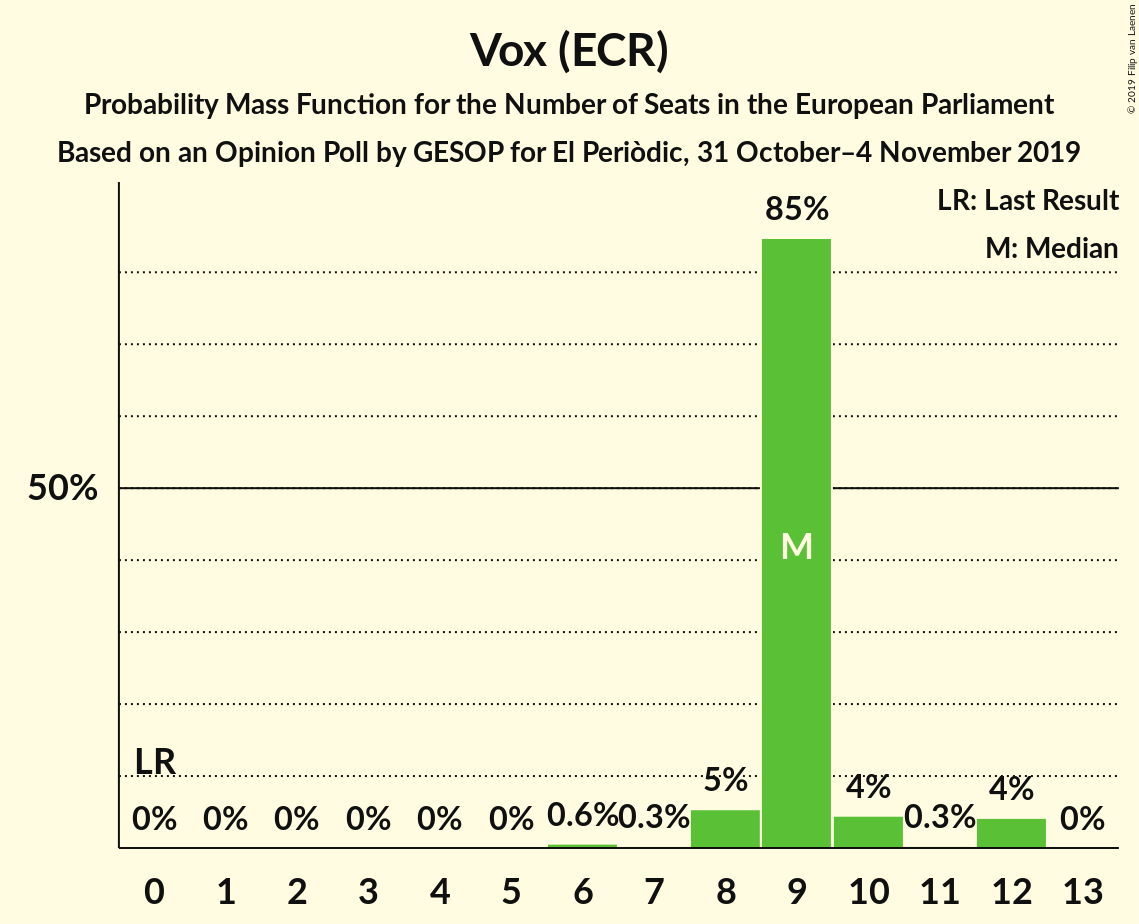 Vox (ECR)
Probability Mass Function for the Number of Seats in the European Parliament
Based on an Opinion Poll by GESOP for El Periòdic, 31 October–4 November 2019
© 2019 Filip van Laenen
LR: Last Result
M: Median
85%
50%
M
LR
0% 0% 0% 0% 0% 0% 0.6% 0.3% 5% 4% 0.3% 4% 0%
0 1 2 3 4 5 6 7 8 9 10 11 12 13